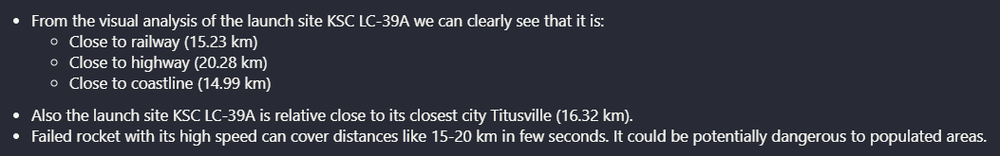 From the visual analysis of the launch site KSC LC-39A we can clearly see that it is:
Close to railway (15.23 km)
Close to highway (20.28 km)
Close to coastline (14.99 km)
Also the launch site KSC LC-39A is relative close to its closest city Titusville (16.32 km).
Failed rocket with its high speed can cover distances like 15-20 km in few seconds. It could be potentially dangerous to populated areas.